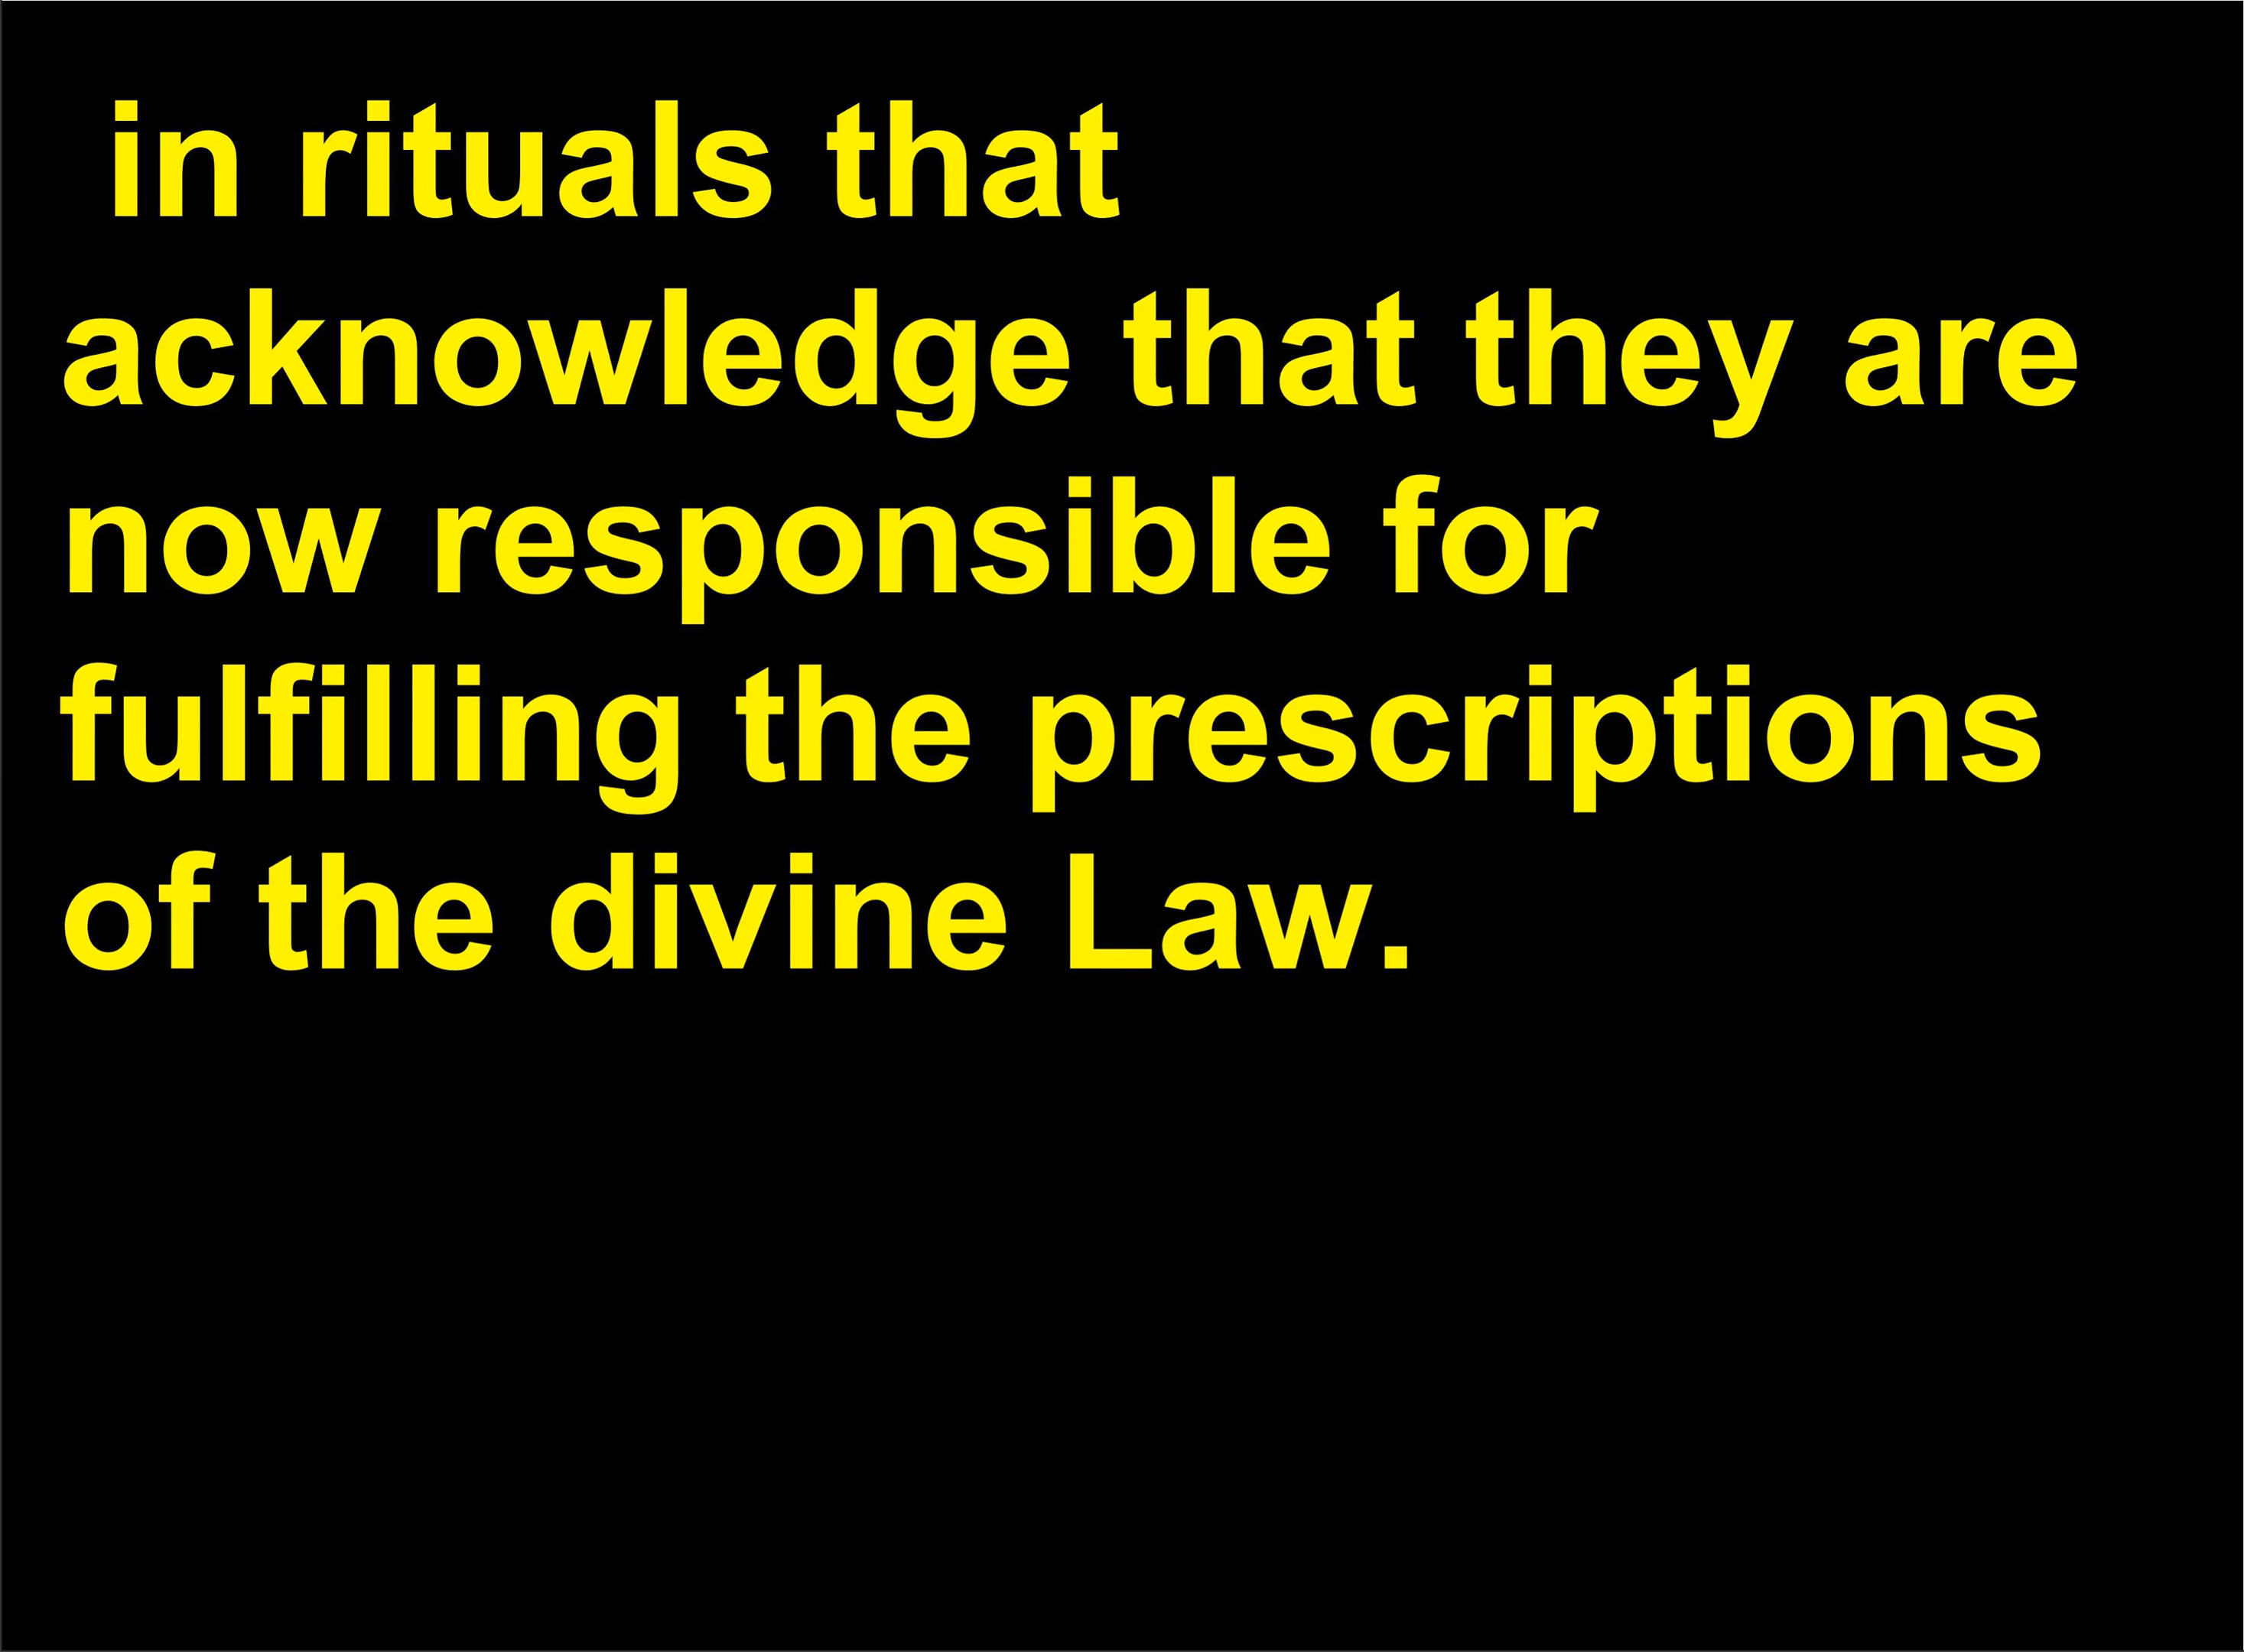 in rituals that
acknowledge that they are
now responsible for
fulfilling the prescriptions
of the divine Law.